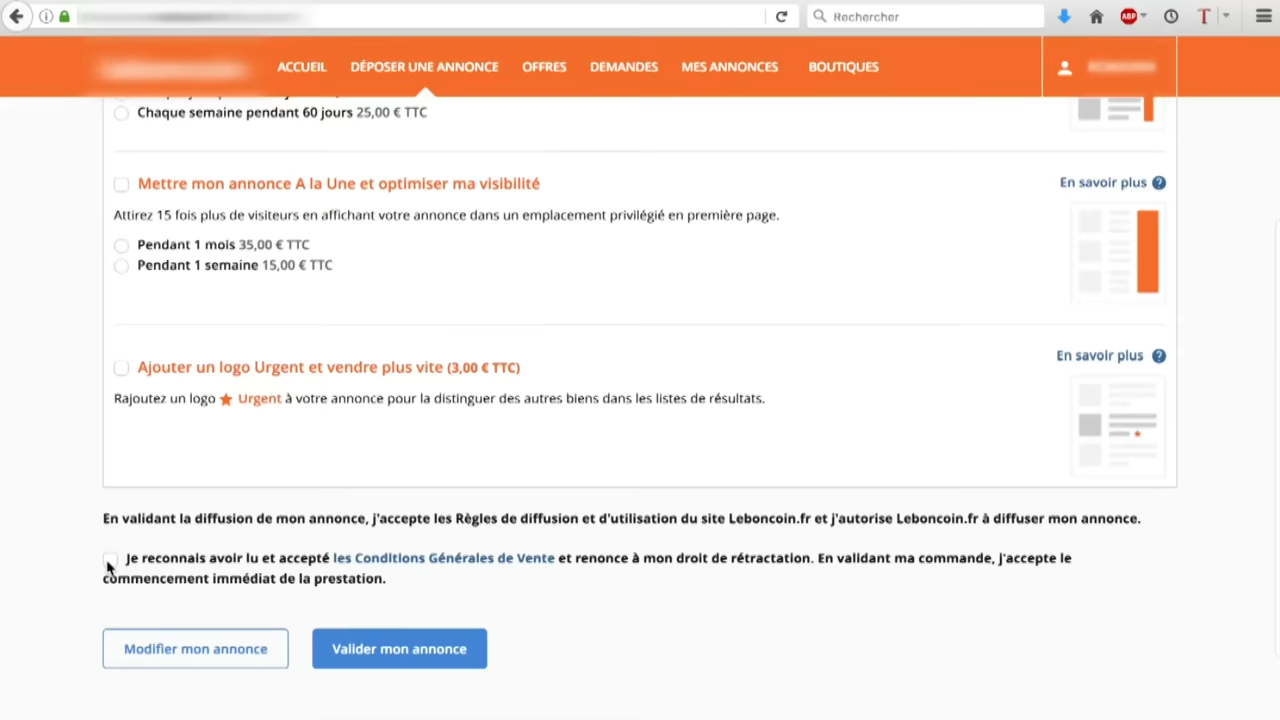 Rechercher
ABP
T
ACCUEIL
DÉPOSER UNE ANNONCE
OFFRES
DEMANDES
MES ANNONCES
BOUTIQUES
Chaque semaine pendant 60 jours 25,00 € TTC
Mettre mon annonce A la Une et optimiser ma visibilité
En savoir plus ?
Attirez 15 fois plus de visiteurs en affichant votre annonce dans un emplacement privilégié en première page.
Pendant 1 mois 35,00 € TTC
Pendant 1 semaine 15,00 € TTC
Ajouter un logo Urgent et vendre plus vite (3,00 € TTC)
En savoir plus ?
Rajoutez un logo ★ Urgent à votre annonce pour la distinguer des autres biens dans les listes de résultats.
En validant la diffusion de mon annonce, j'accepte les Règles de diffusion et d'utilisation du site Leboncoin.fr et j'autorise Leboncoin.fr à diffuser mon annonce.
Je reconnais avoir lu et accepté les Conditions Générales de Vente et renonce à mon droit de rétractation. En validant ma commande, j'accepte le
commencement immédiat de la prestation.
Modifier mon annonce
Valider mon annonce